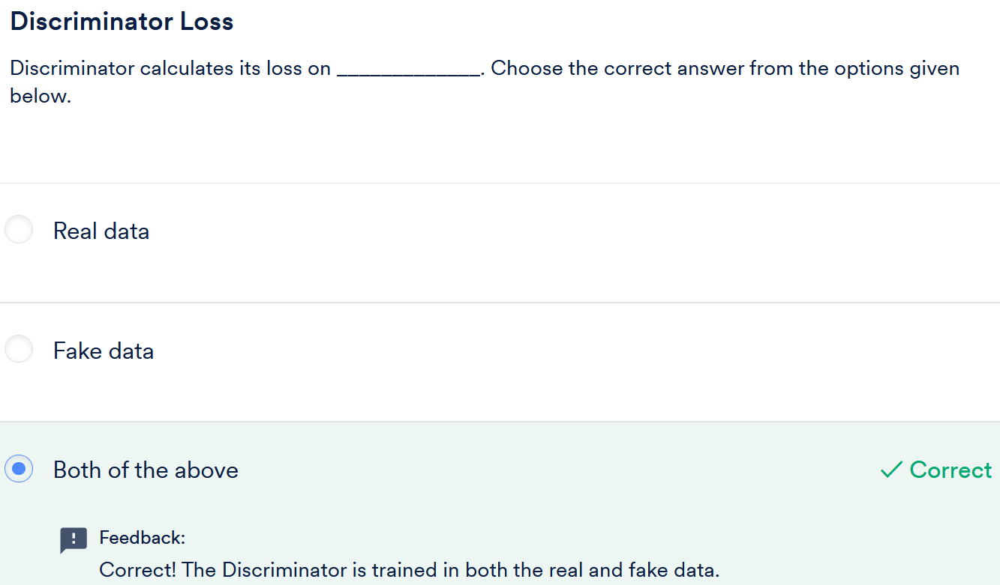 Discriminator Loss
Discriminator calculates its loss on _____________. Choose the correct answer from the options given
below.
Real data
Fake data
Both of the above
Correct
Feedback:
Correct! The Discriminator is trained in both the real and fake data.